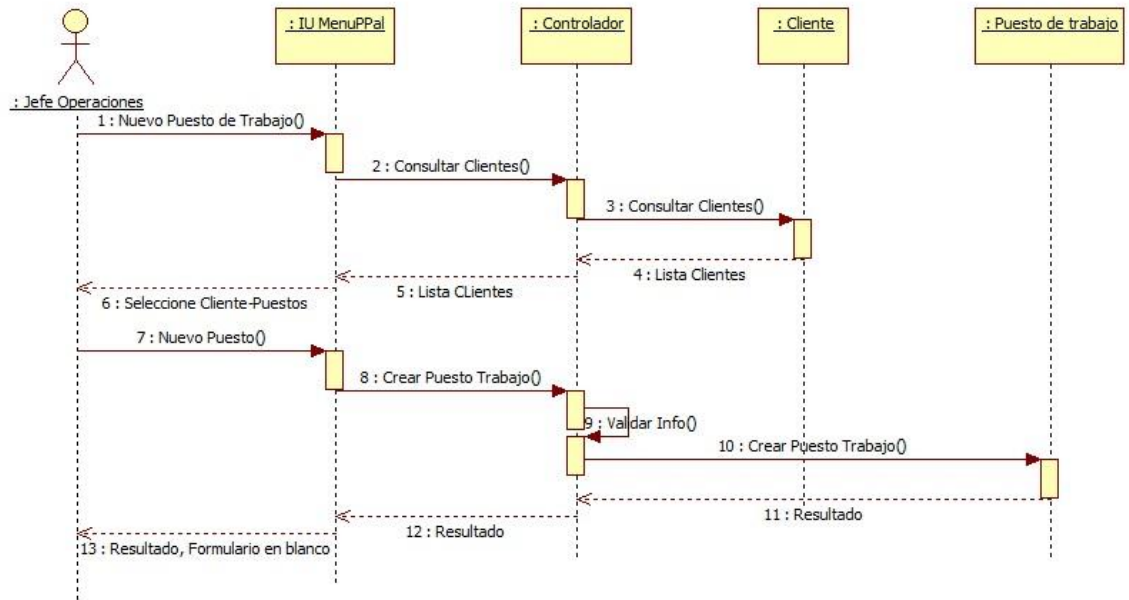 : IU MenuPPal
: Controlador
: Cliente
: Puesto de trabajo
: Jefe Operaciones
1 : Nuevo Puesto de Trabajo()
2 : Consultar Clientes()
3 : Consultar Clientes()
4 : Lista Clientes
5 : Lista CLientes
6 : Seleccione Cliente-Puestos
7 : Nuevo Puesto()
8 : Crear Puesto Trabajo()
9 : Validar Info()
10 : Crear Puesto Trabajo()
11 : Resultado
12 : Resultado
13 : Resultado, Formulario en blanco